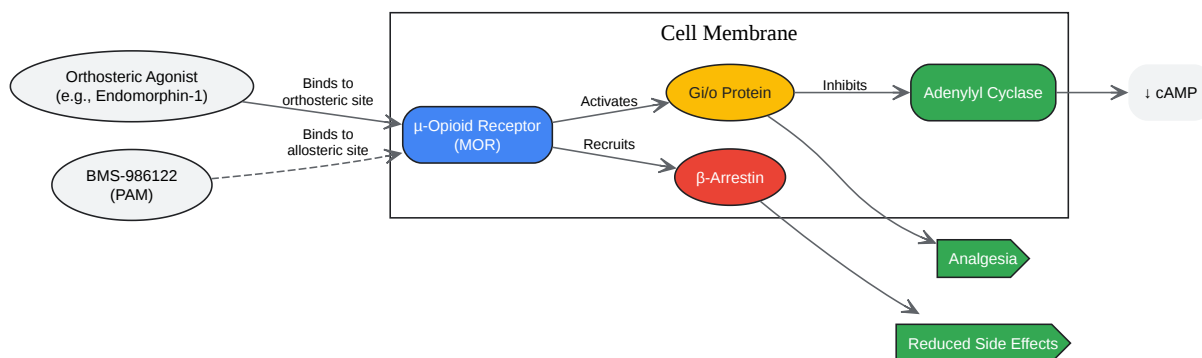 Cell Membrane
Orthosteric Agonist
(e.g., Endomorphin-1)
Binds to
orthosteric site
BMS-986122
(PAM)
Binds to
allosteric site
μ-Opioid Receptor
(MOR)
Activates
Recruits
Gi/o Protein
β-Arrestin
Inhibits
Adenylyl Cyclase
↓ cAMP
Analgesia
Reduced Side Effects